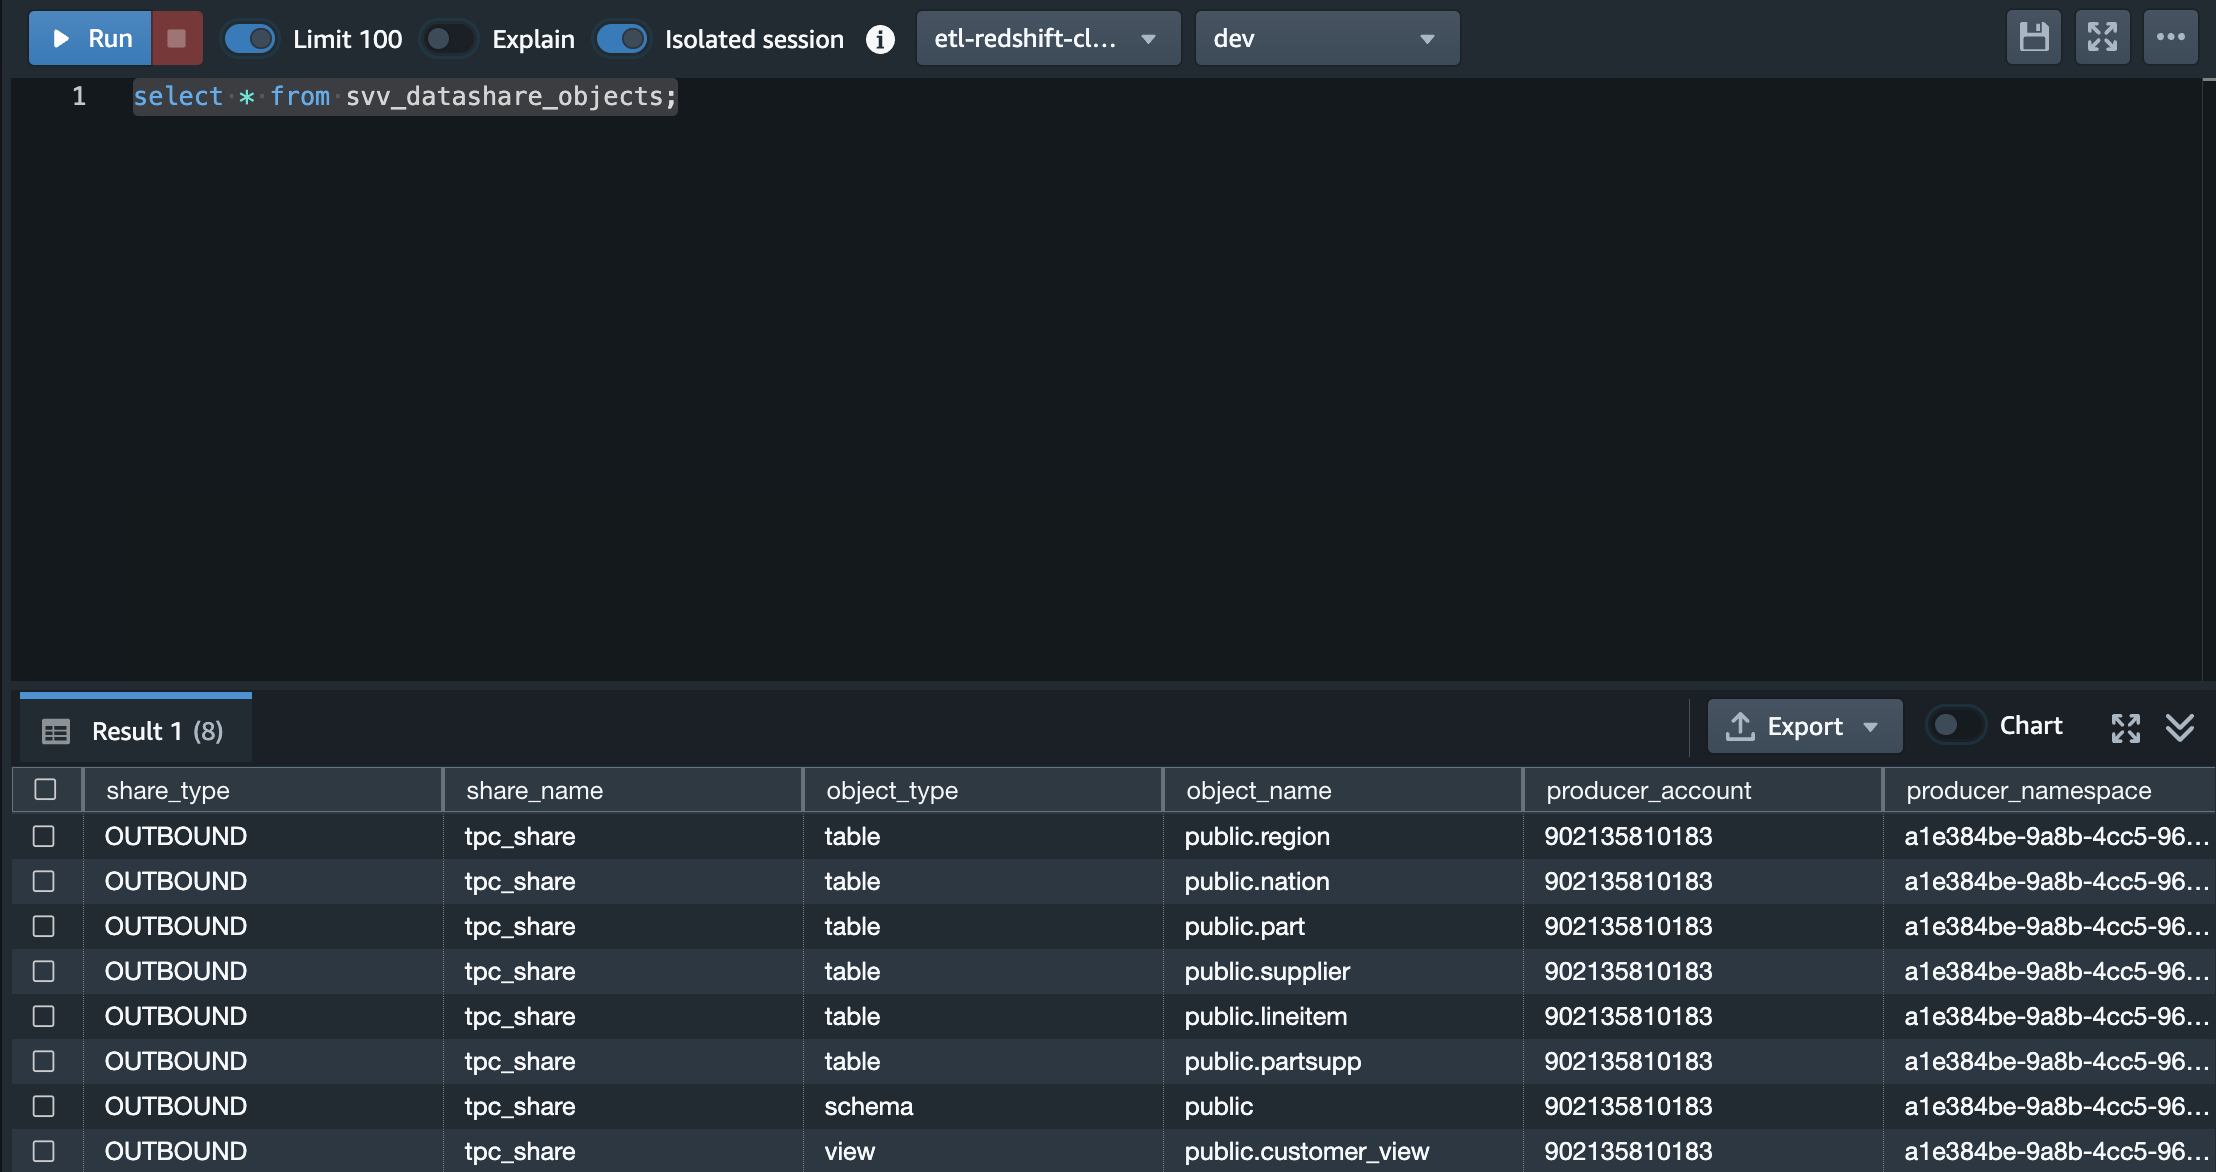 Run Limit 100 Explain Isolated session i etl-redshift-cl... dev
1 select * from svv_datashare_objects;
Result 1 (8) Export Chart
share_type share_name object_type object_name producer_account producer_namespace
OUTBOUND tpc_share table public.region 902135810183 a1e384be-9a8b-4cc5-96...
OUTBOUND tpc_share table public.nation 902135810183 a1e384be-9a8b-4cc5-96...
OUTBOUND tpc_share table public.part 902135810183 a1e384be-9a8b-4cc5-96...
OUTBOUND tpc_share table public.supplier 902135810183 a1e384be-9a8b-4cc5-96...
OUTBOUND tpc_share table public.lineitem 902135810183 a1e384be-9a8b-4cc5-96...
OUTBOUND tpc_share table public.partsupp 902135810183 a1e384be-9a8b-4cc5-96...
OUTBOUND tpc_share schema public 902135810183 a1e384be-9a8b-4cc5-96...
OUTBOUND tpc_share view public.customer_view 902135810183 a1e384be-9a8b-4cc5-96...